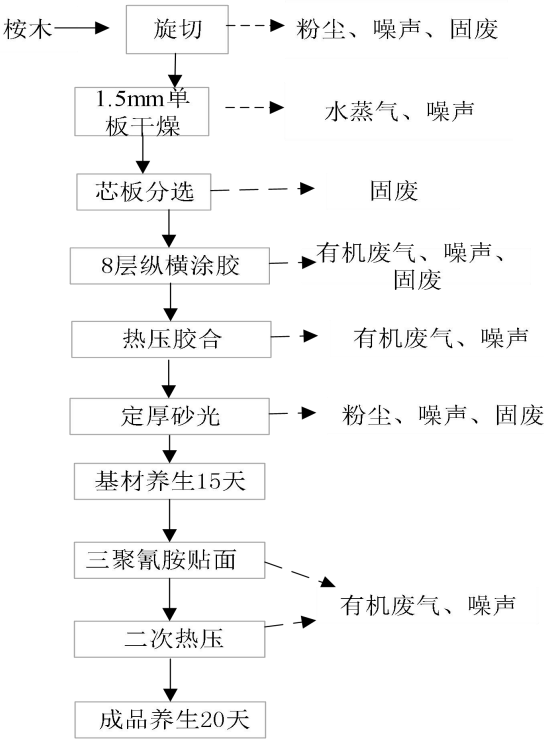 桉木
旋切
粉尘、噪声、固废
1.5mm单
板干燥
水蒸气、噪声
芯板分选
固废
8层纵横涂胶
有机废气、噪声、
固废
热压胶合
有机废气、噪声
定厚砂光
粉尘、噪声、固废
基材养生15天
三聚氰胺贴面
有机废气、噪声
二次热压
成品养生20天